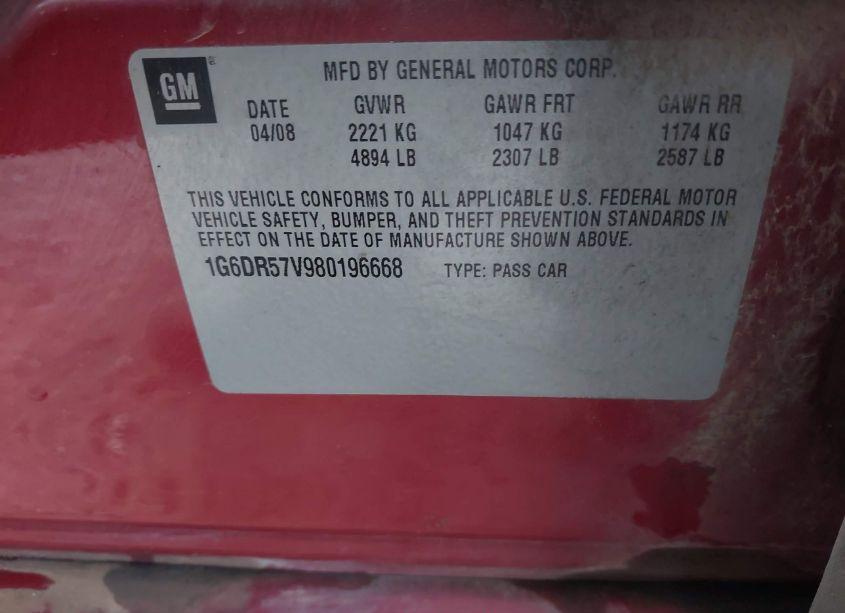 GM
MFD BY GENERAL MOTORS CORP.
DATE GVWR GAWR FRT GAWR RR
04/08 2221 KG 1047 KG 1174 KG
4894 LB 2307 LB 2587 LB
THIS VEHICLE CONFORMS TO ALL APPLICABLE U.S. FEDERAL MOTOR
VEHICLE SAFETY, BUMPER, AND THEFT PREVENTION STANDARDS IN
EFFECT ON THE DATE OF MANUFACTURE SHOWN ABOVE.
1G6DR57V980196668 TYPE: PASS CAR